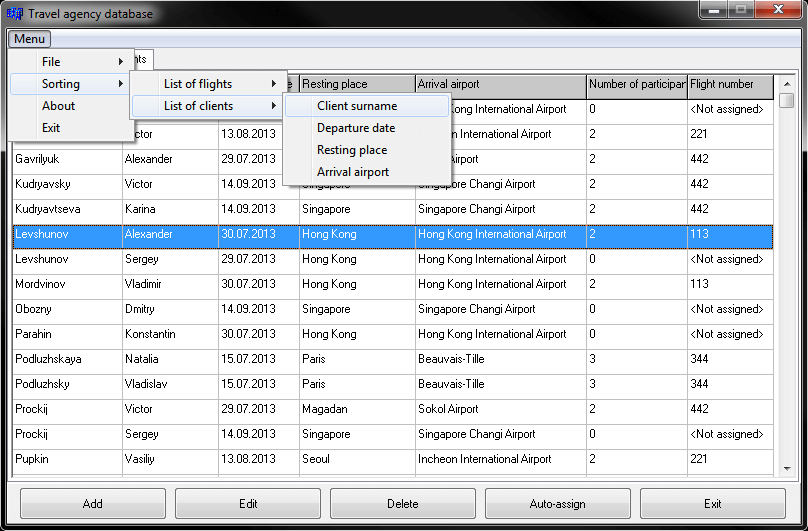 Travel agency database
Menu
hts
File
Sorting
About
Exit
List of flights
List of clients
Client surname
Departure date
Resting place
Arrival airport
e Resting place Arrival airport Number of participan Flight number
Kong International Airport 0 <Not assigned>
ctor 13.08.2013 on International Airport 2 221
Gavrilyuk Alexander 29.07.2013 Airport 2 442
Kudryavsky Victor 14.09.2013 Singapore Singapore Changi Airport 2 442
Kudryavtseva Karina 14.09.2013 Singapore Singapore Changi Airport 2 442
Levshunov Alexander 30.07.2013 Hong Kong Hong Kong International Airport 2 113
Levshunov Sergey 29.07.2013 Hong Kong Hong Kong International Airport 0 <Not assigned>
Mordvinov Vladimir 30.07.2013 Hong Kong Hong Kong International Airport 2 113
Obozny Dmitry 14.09.2013 Singapore Singapore Changi Airport 0 <Not assigned>
Parahin Konstantin 30.07.2013 Hong Kong Hong Kong International Airport 0 <Not assigned>
Podluzhskaya Natalia 15.07.2013 Paris Beauvais-Tille 3 344
Podluzhsky Vladislav 15.07.2013 Paris Beauvais-Tille 3 344
Prockij Victor 29.07.2013 Magadan Sokol Airport 2 442
Prockij Sergey 14.09.2013 Singapore Singapore Changi Airport 0 <Not assigned>
Pupkin Vasiliy 13.08.2013 Seoul Incheon International Airport 2 221
Add Edit Delete Auto-assign Exit